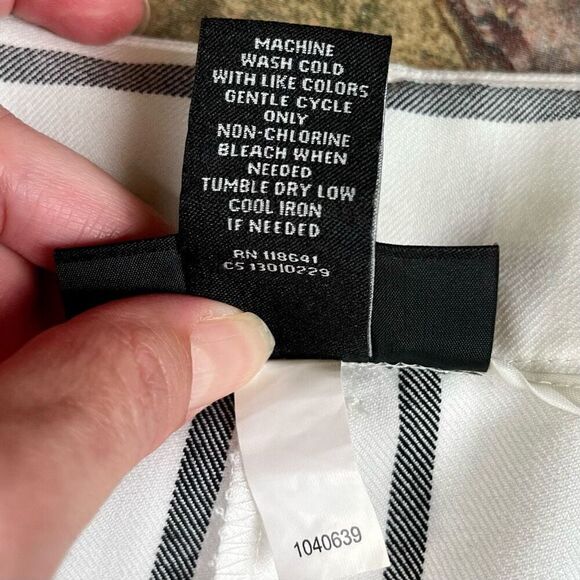 MACHINE
WASH COLD
WITH LIKE COLORS
GENTLE CYCLE
ONLY
NON-CHLORINE
BLEACH WHEN
NEEDED
TUMBLE DRY LOW
COOL IRON
IF NEEDED
RN 118641
CS 13010229
1040639